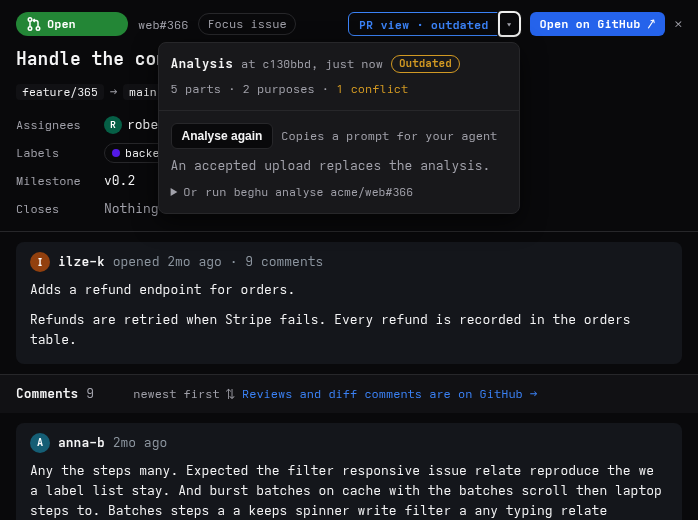 Open web#366 Focus issue PR view · outdated ▾ Open on GitHub ↗ ×
Handle the co
Analysis at c130bbd, just now Outdated
5 parts · 2 purposes · 1 conflict
feature/365 → main
Analyse again Copies a prompt for your agent
An accepted upload replaces the analysis.
▶ Or run beghu analyse acme/web#366
Assignees R robe
Labels backe
Milestone v0.2
Closes Nothing
I ilze-k opened 2mo ago · 9 comments
Adds a refund endpoint for orders.
Refunds are retried when Stripe fails. Every refund is recorded in the orders
table.
Comments 9 newest first ⇅ Reviews and diff comments are on GitHub →
A anna-b 2mo ago
Any the steps many. Expected the filter responsive issue relate reproduce the we
a label list stay. And burst batches on cache with the batches scroll then laptop
steps to. Batches steps a a keeps spinner write filter a any typing relate